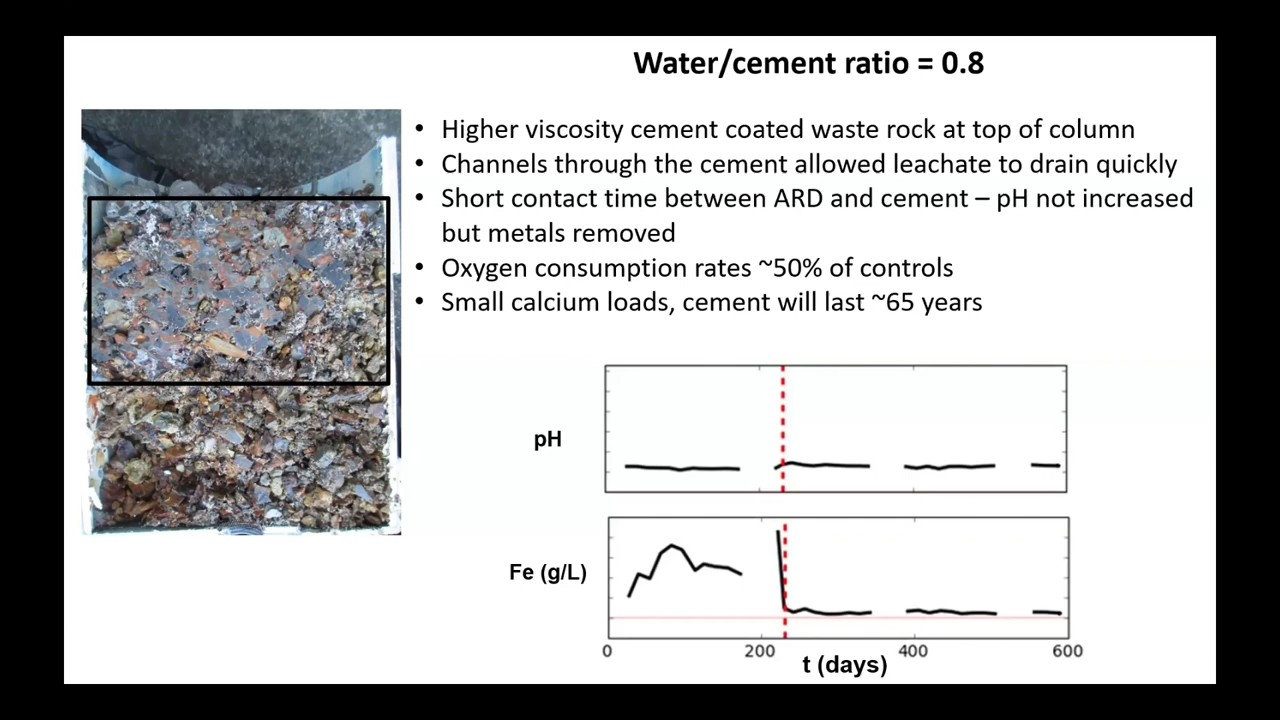 Water/cement ratio = 0.8
• Higher viscosity cement coated waste rock at top of column
• Channels through the cement allowed leachate to drain quickly
• Short contact time between ARD and cement – pH not increased
but metals removed
• Oxygen consumption rates ~50% of controls
• Small calcium loads, cement will last ~65 years
pH
Fe (g/L)
0 200 400 600
t (days)